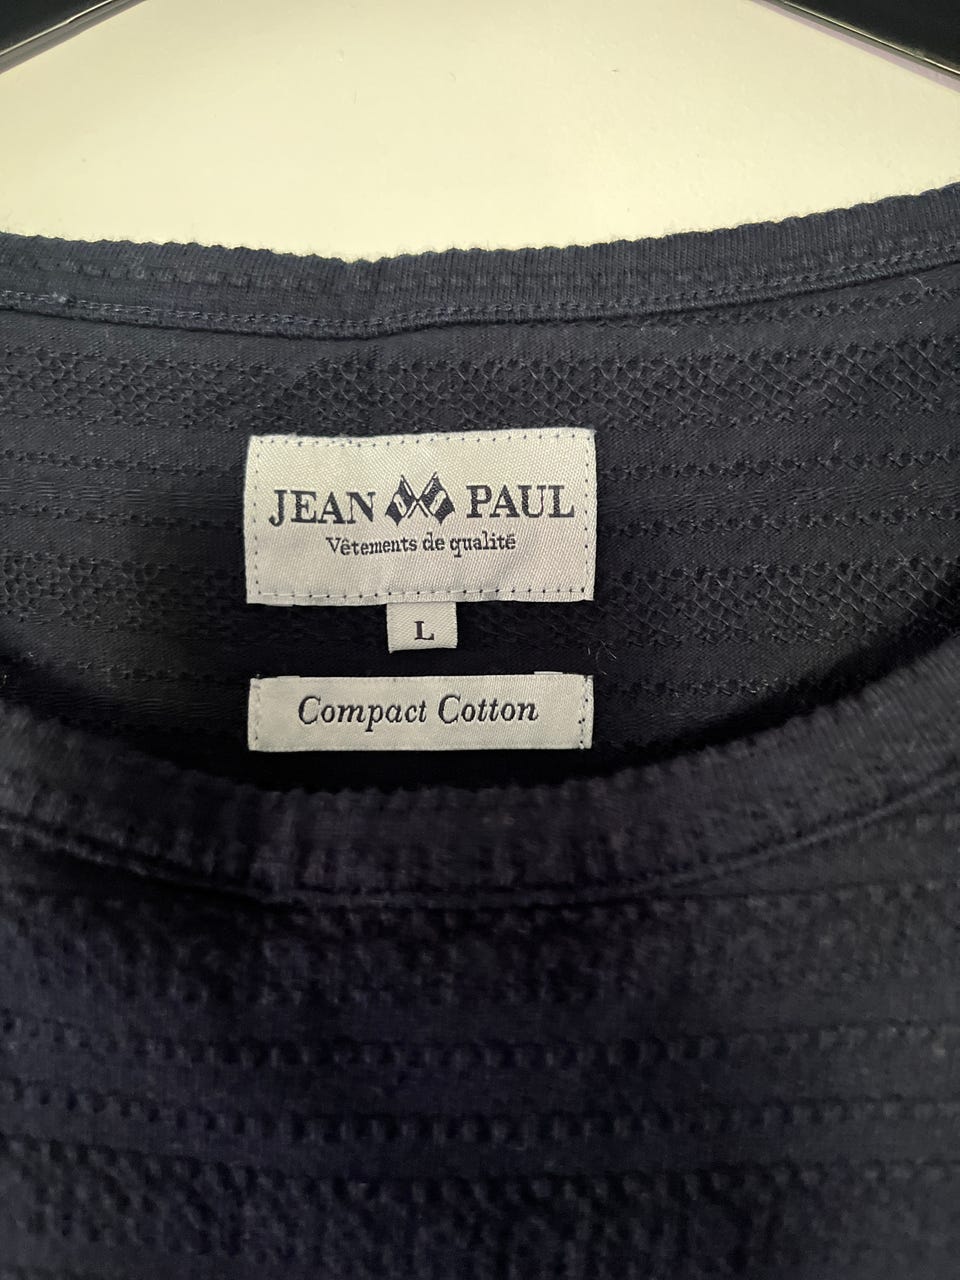 JEAN PAUL
Vêtements de qualité
L
Compact Cotton